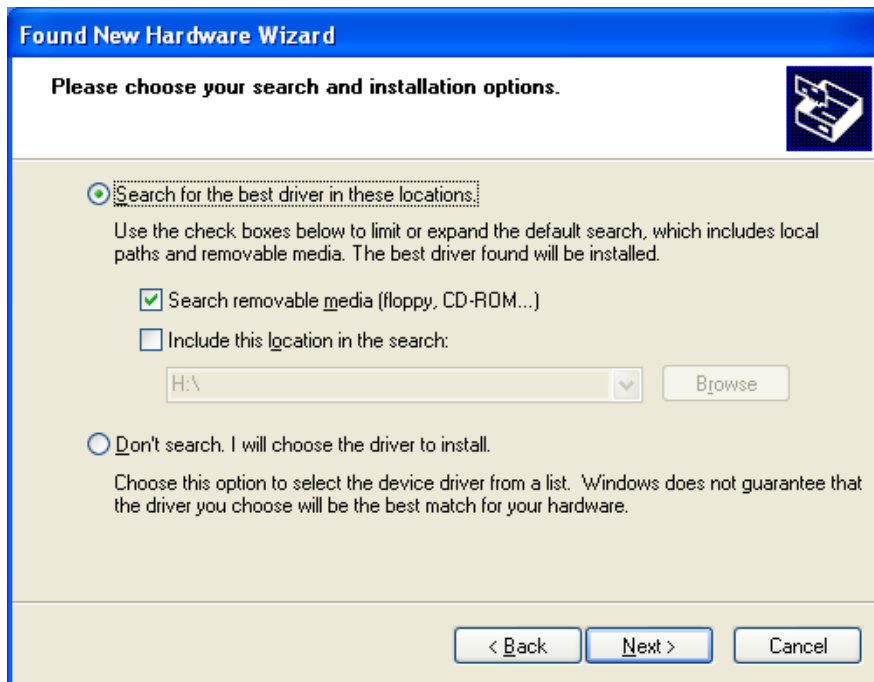 Found New Hardware Wizard
Please choose your search and installation options.
Search for the best driver in these locations.
Use the check boxes below to limit or expand the default search, which includes local
paths and removable media. The best driver found will be installed.
Search removable media (floppy, CD-ROM...)
Include this location in the search:
H:\
Browse
Don't search. I will choose the driver to install.
Choose this option to select the device driver from a list. Windows does not guarantee that
the driver you choose will be the best match for your hardware.
< Back
Next >
Cancel